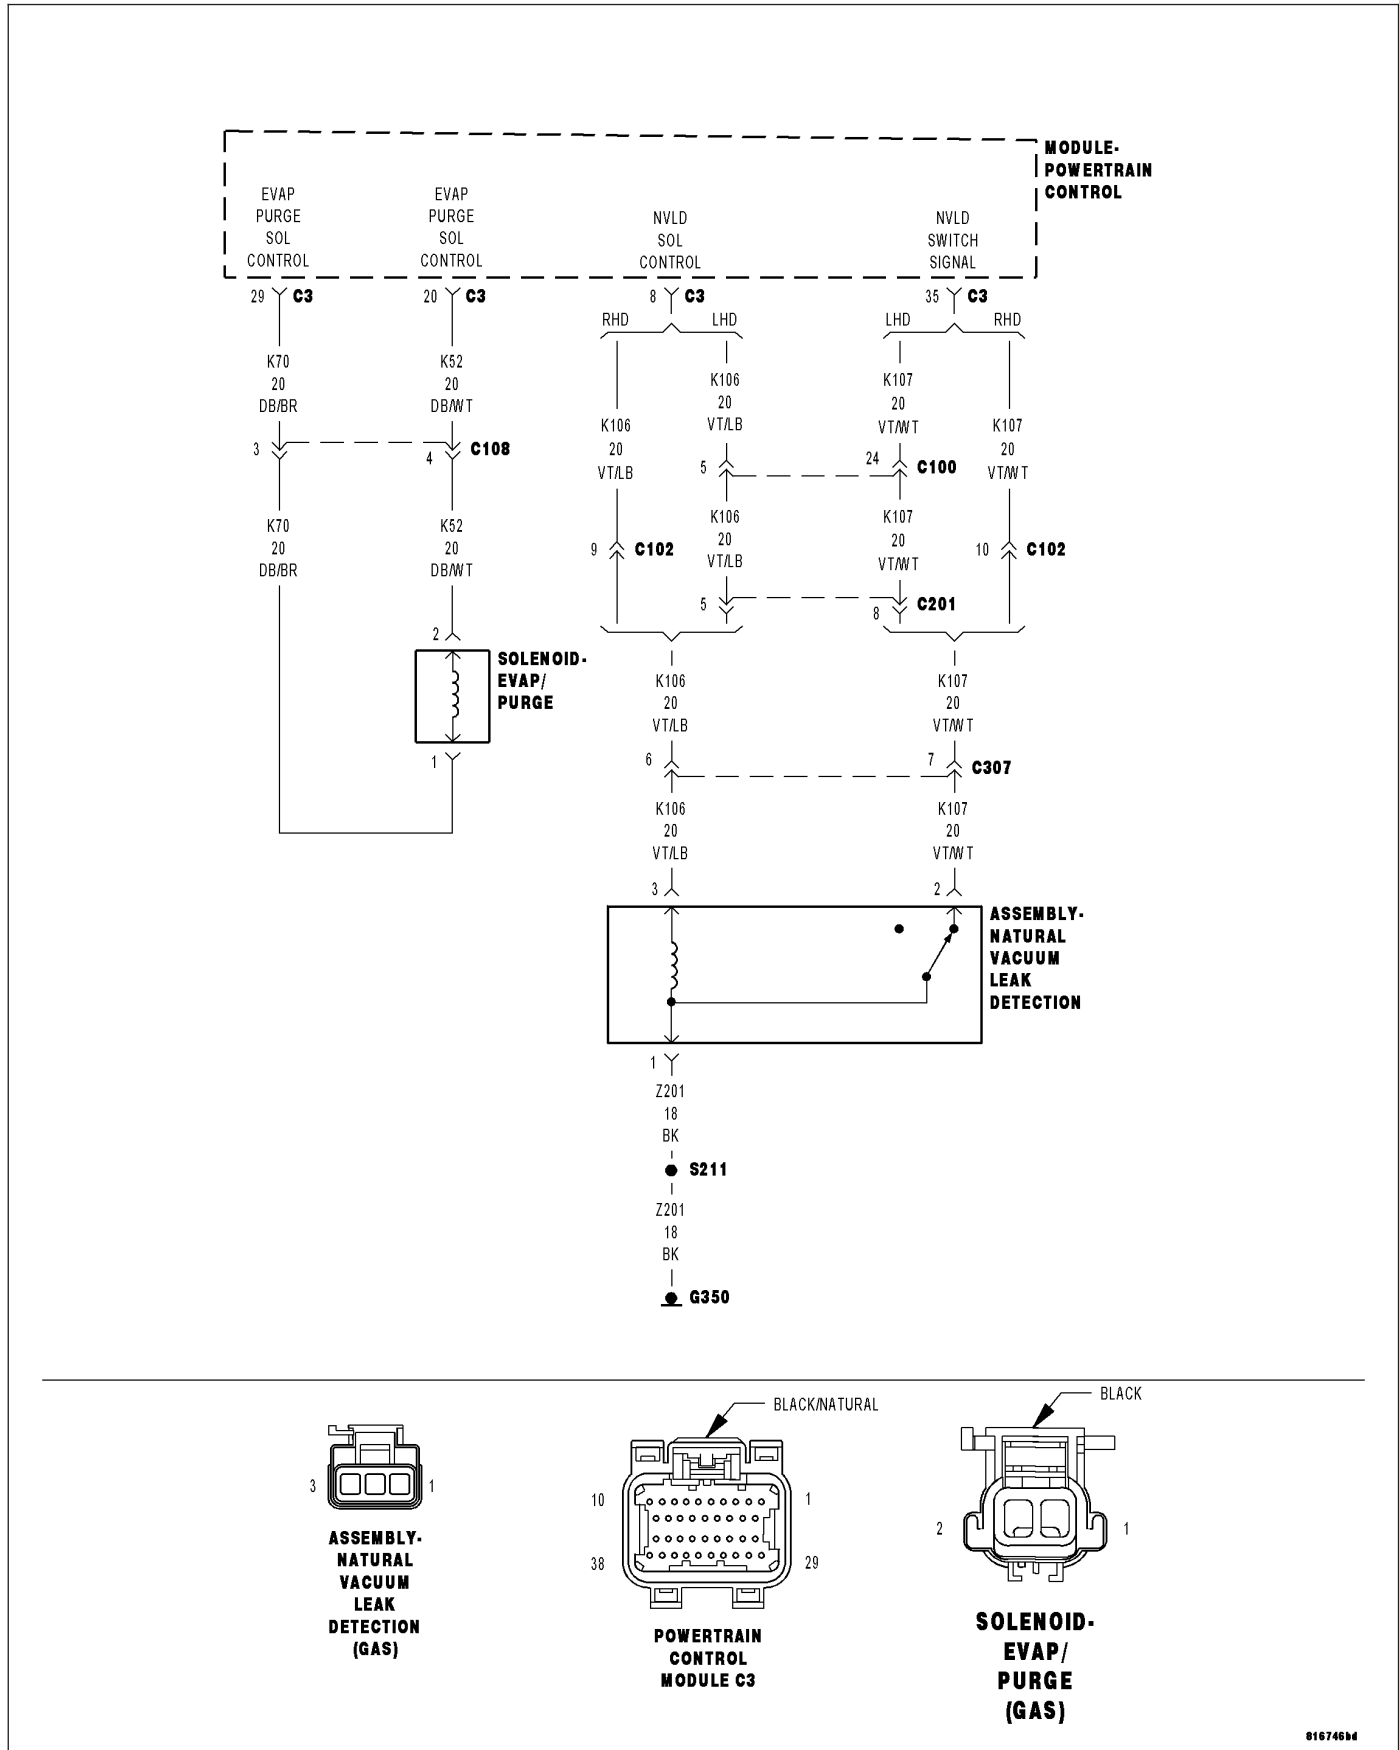 MODULE-
POWERTRAIN
CONTROL
EVAP
PURGE
SOL
CONTROL
EVAP
PURGE
SOL
CONTROL
NVLD
SOL
CONTROL
NVLD
SWITCH
SIGNAL
29 C3
20 C3
8 C3
35 C3
RHD
LHD
LHD
RHD
K70
20
DB/BR
K52
20
DB/WT
K106
20
VT/LB
K107
20
VT/WT
K106
20
VT/LB
K107
20
VT/WT
3
4
C108
5
24
C100
K70
20
DB/BR
K52
20
DB/WT
K106
20
VT/LB
K107
20
VT/WT
9 C102
10 C102
5
8
C201
2
SOLENOID-
EVAP/
PURGE
1
K106
20
VT/LB
K107
20
VT/WT
6
7
C307
K106
20
VT/LB
K107
20
VT/WT
3
2
ASSEMBLY-
NATURAL
VACUUM
LEAK
DETECTION
1
Z201
18
BK
S211
Z201
18
BK
G350
3
1
ASSEMBLY-
NATURAL
VACUUM
LEAK
DETECTION
(GAS)
BLACK/NATURAL
10
1
38
29
POWERTRAIN
CONTROL
MODULE C3
BLACK
2
1
SOLENOID-
EVAP/
PURGE
(GAS)
816746bd